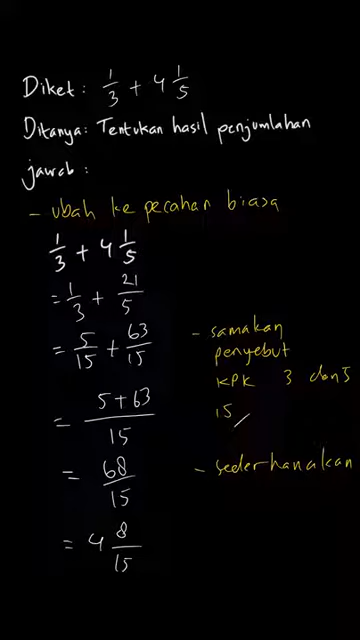 Diket : 1/3 + 4 1/5
Ditanya : Tentukan hasil penjumlahan
jawab :
- ubah ke pecahan biasa
1/3 + 4 1/5
= 1/3 + 21/5
= 5/15 + 63/15
- samakan
penyebut
KPK 3 dan 5
15
= 5 + 63/15
= 68/15
- sederhanakan
= 4 8/15